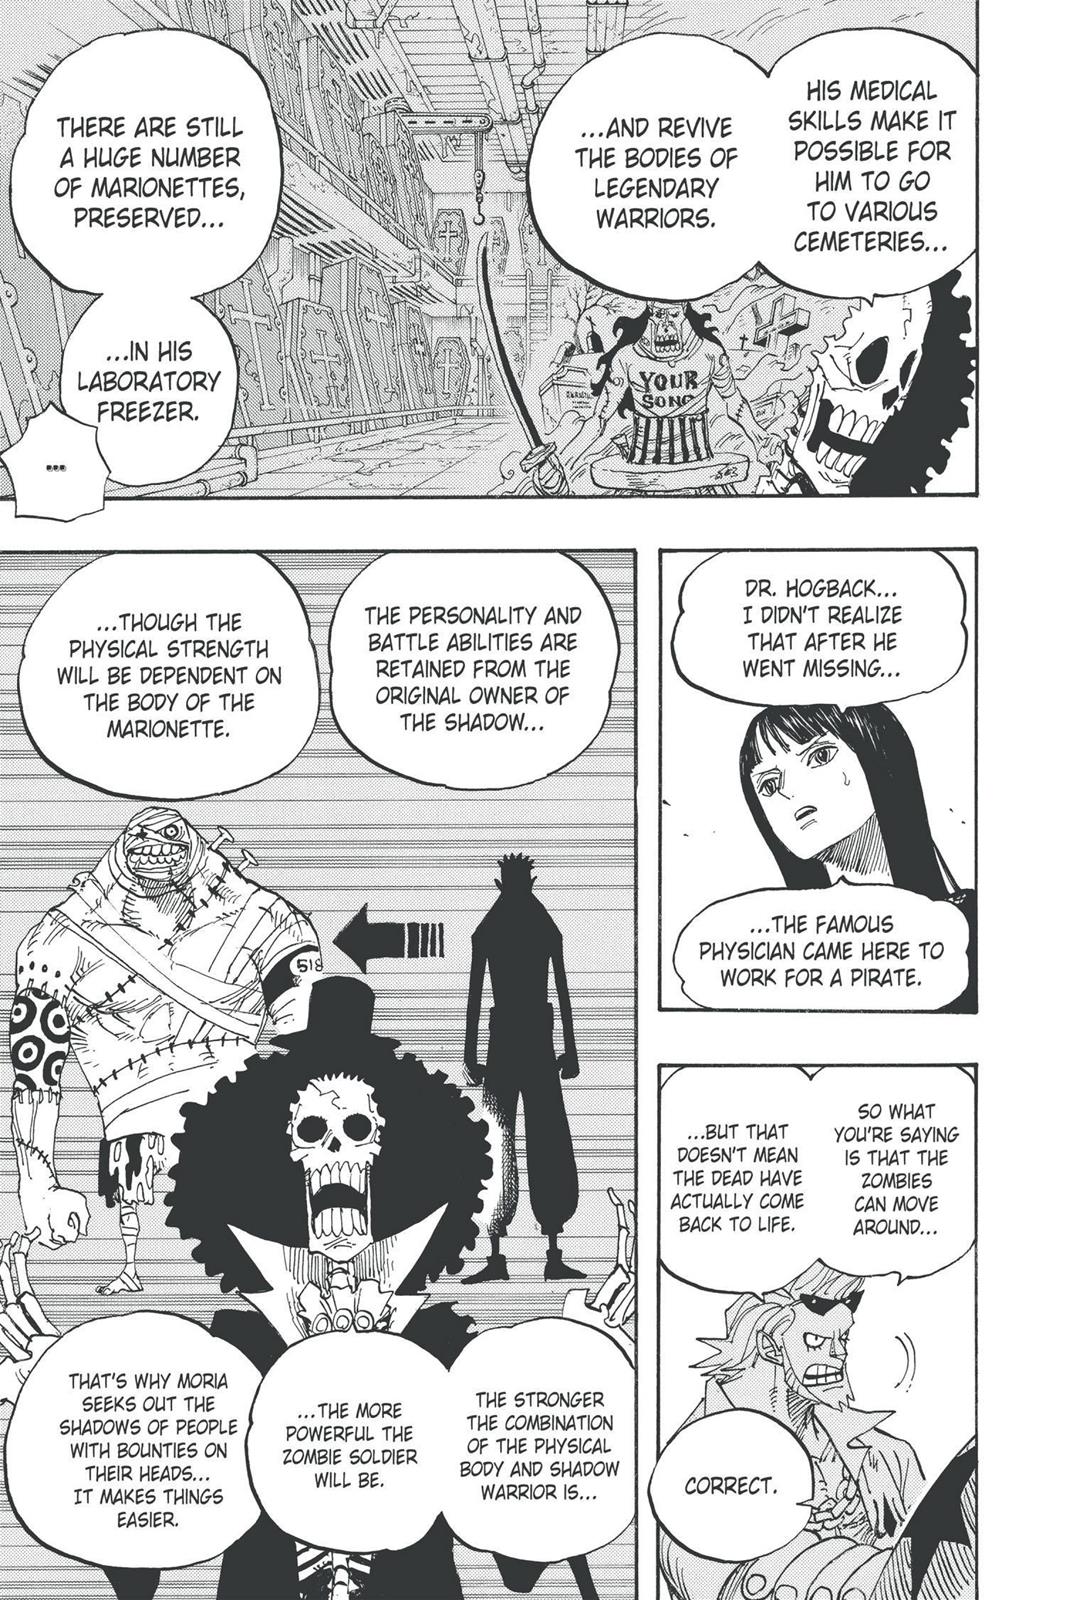 HIS MEDICAL
SKILLS MAKE IT
POSSIBLE FOR
HIM TO GO
TO VARIOUS
CEMETERIES...
...AND REVIVE
THE BODIES OF
LEGENDARY
WARRIORS.
THERE ARE STILL
A HUGE NUMBER
OF MARIONETTES,
PRESERVED...
...IN HIS
LABORATORY
FREEZER.
...
YOUR
SONG
DR. HOGBACK...
I DIDN'T REALIZE
THAT AFTER HE
WENT MISSING...
...THE FAMOUS
PHYSICIAN CAME HERE TO
WORK FOR A PIRATE.
THE PERSONALITY AND
BATTLE ABILITIES ARE
RETAINED FROM THE
ORIGINAL OWNER OF
THE SHADOW...
...THOUGH THE
PHYSICAL STRENGTH
WILL BE DEPENDENT ON
THE BODY OF THE
MARIONETTE.
518
THE STRONGER
THE COMBINATION
OF THE PHYSICAL
BODY AND SHADOW
WARRIOR IS...
...THE MORE
POWERFUL THE
ZOMBIE SOLDIER
WILL BE.
THAT'S WHY MORIA
SEEKS OUT THE
SHADOWS OF PEOPLE
WITH BOUNTIES ON
THEIR HEADS...
IT MAKES THINGS
EASIER.
SO WHAT
YOU'RE SAYING
IS THAT THE
ZOMBIES
CAN MOVE
AROUND...
...BUT THAT
DOESN'T MEAN
THE DEAD HAVE
ACTUALLY COME
BACK TO LIFE.
CORRECT.